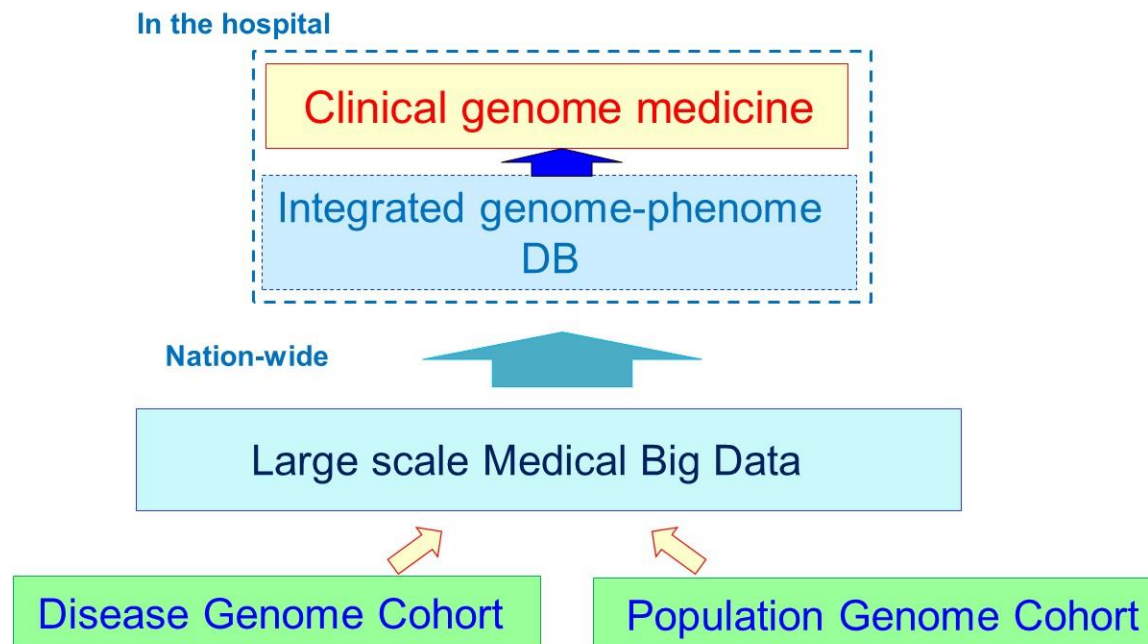 In the hospital
Clinical genome medicine
Integrated genome-phenome
DB
Nation-wide
Large scale Medical Big Data
Disease Genome Cohort
Population Genome Cohort